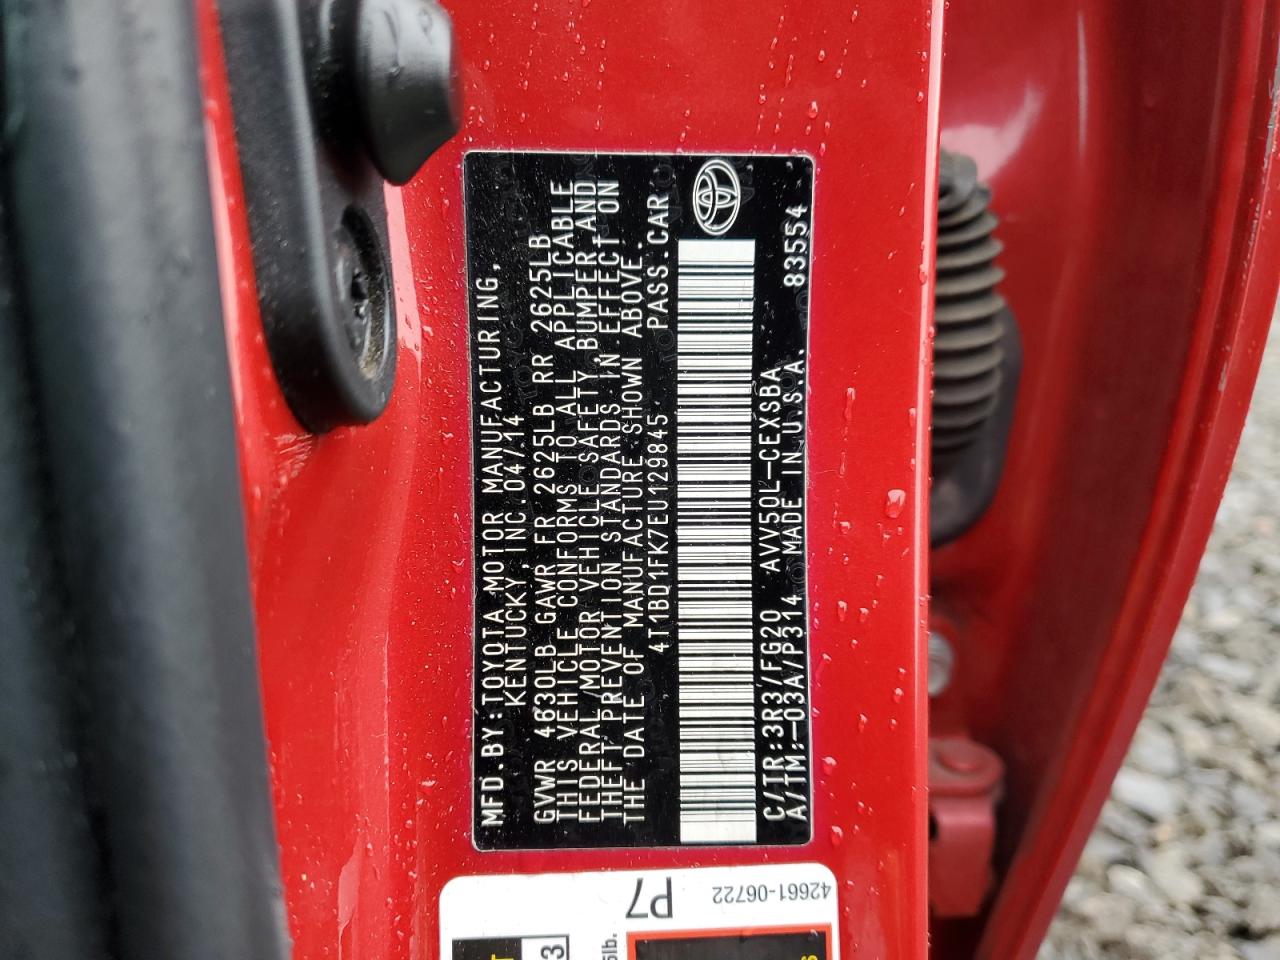 MFD.BY:TOYOTA MOTOR MANUFACTURING,
KENTUCKY,INC 04/14
GVWR 4630LB GAWR FR 2625LB RR 2625LB
THIS VEHICLE CONFORMS TO ALL APPLICABLE
FEDERAL MOTOR VEHICLE SAFETY,BUMPER,AND
THEFT PREVENTION STANDARDS IN EFFECT ON
THE DATE OF MANUFACTURE SHOWN ABOVE.
4T1BD1FK7EU129845 PASS.CAR
C/TR:3R3/FG20 AVV50L-CEXSBA
A/TM:-03A/P314 MADE IN U.S.A. 83554
42661-06722
P7
lb.
3